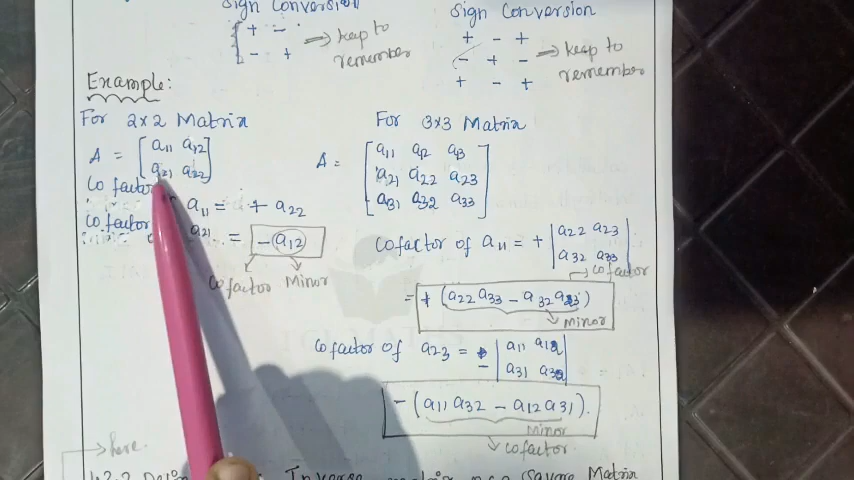 Sign Conversion
+ -
- +
⇒ keep to remember
Sign Conversion
+ - +
- + -
+ - +
⇒ keep to remember
Example:
For 2x2 Matrix
A = [a11 a12
a21 a22]
Cofactor a11 = + a22
Cofactor a21 = - a12
Cofactor Minor
For 3x3 Matrix
A = [a11 a12 a13
a21 a22 a23
a31 a32 a33]
Cofactor of a11 = + |a22 a23
a32 a33|
→ Cofactor
= + (a22 a33 - a32 a23)
→ Minor
Cofactor of a23 = - |a11 a12
a31 a32|
- (a11 a32 - a12 a31).
Minor
→ Cofactor
→ here.
Inverse matrix Square Matrix